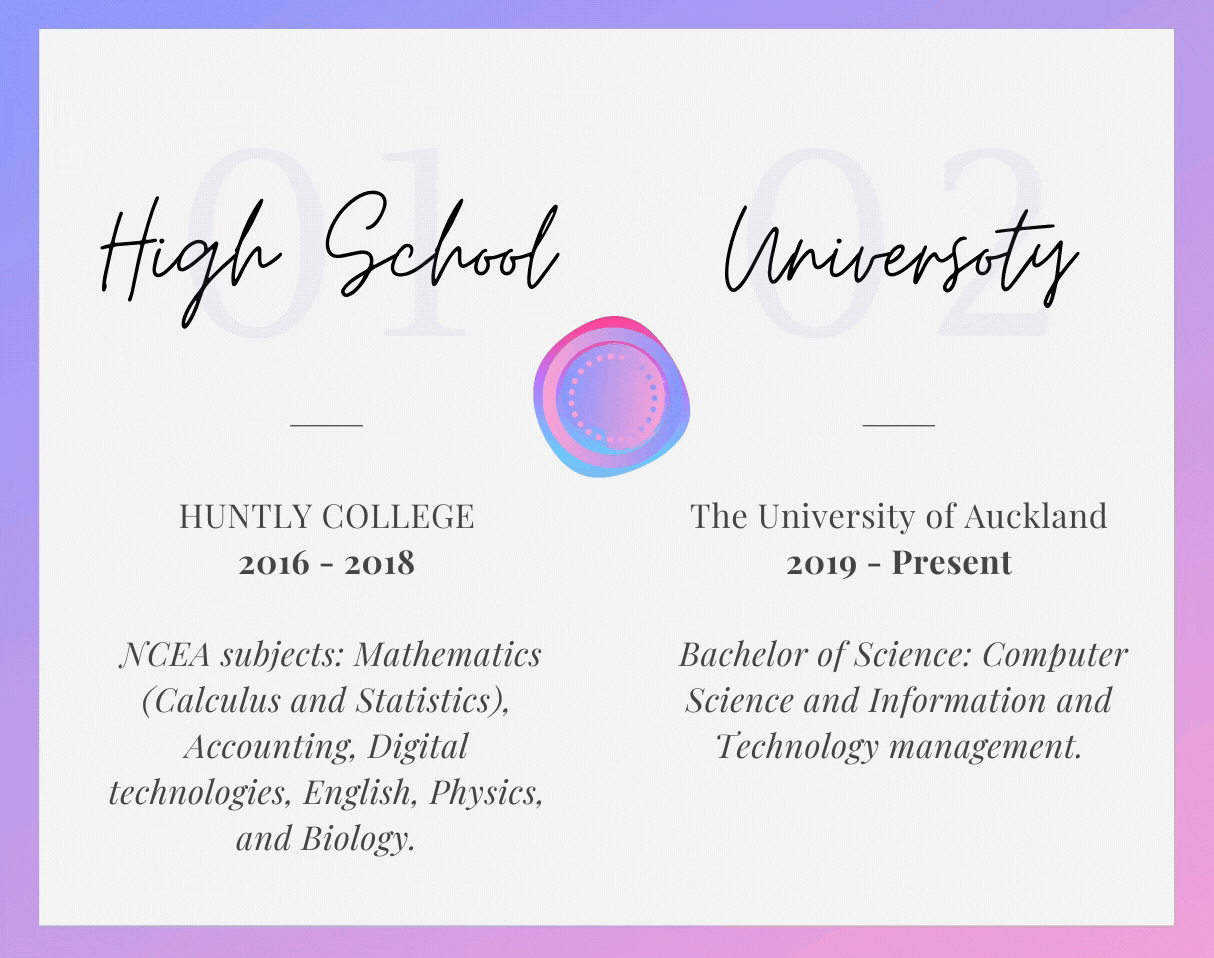 01
High School
HUNTLY COLLEGE
2016 - 2018
NCEA subjects: Mathematics
(Calculus and Statistics),
Accounting, Digital
technologies, English, Physics,
and Biology.
02
Universoty
The University of Auckland
2019 - Present
Bachelor of Science: Computer
Science and Information and
Technology management.